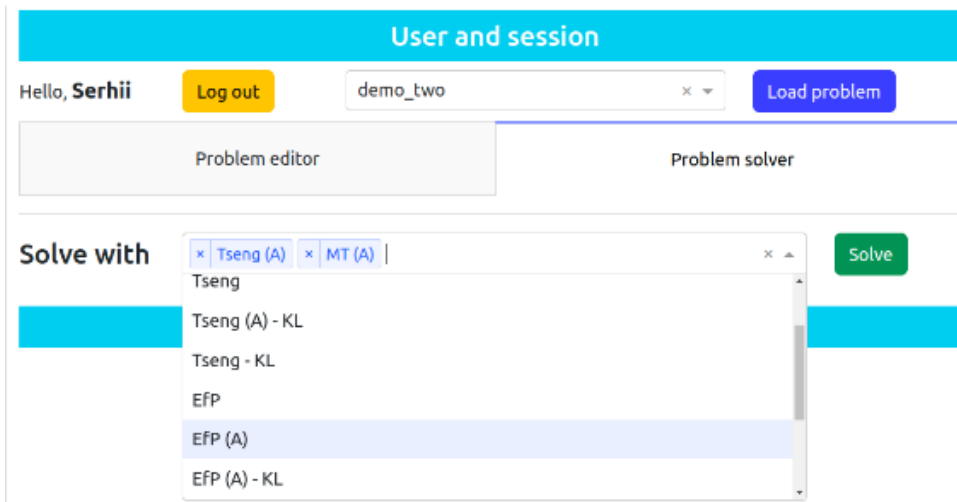 User and session
Hello, Serhii Log out demo_two × Load problem
Problem editor Problem solver
Solve with × Tseng (A) × MT (A) × Solve
Tseng
Tseng (A) - KL
Tseng - KL
EfP
EfP (A)
EfP (A) - KL